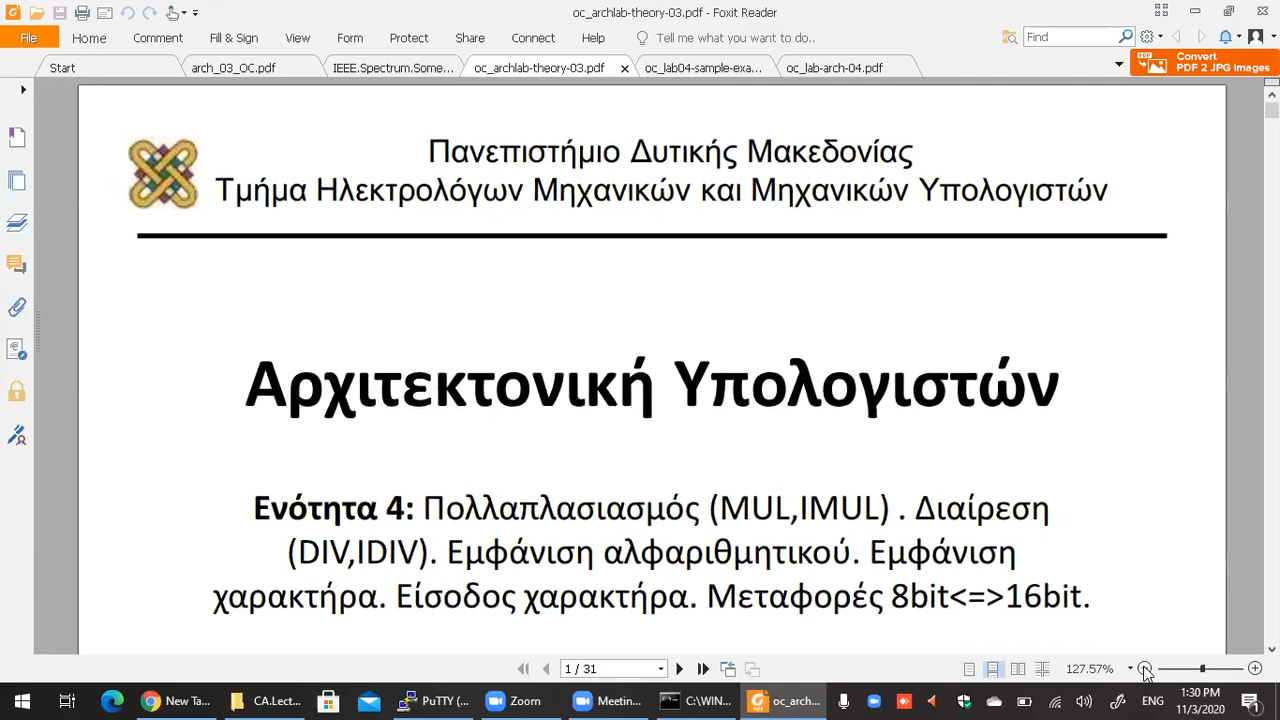 oc_archlab-theory-03.pdf - Foxit Reader
File Home Comment Fill & Sign View Form Protect Share Connect Help Tell me what you want to do.. Find
Start arch_03_OC.pdf IEEE.Spectrum.Some... oc_archlab-theory-03.pdf oc_lab04-sample-exa... oc_lab-arch-04.pdf
Convert
PDF 2 JPG Images
Πανεπιστήμιο Δυτικής Μακεδονίας
Τμήμα Ηλεκτρολόγων Μηχανικών και Μηχανικών Υπολογιστών
Αρχιτεκτονική Υπολογιστών
Ενότητα 4: Πολλαπλασιασμός (MUL,IMUL) . Διαίρεση
(DIV,IDIV). Εμφάνιση αλφαριθμητικού. Εμφάνιση
χαρακτήρα. Είσοδος χαρακτήρα. Μεταφορές 8bit<=>16bit.
1 / 31 127.57%
New Ta... CA.Lect... PuTTY (... Zoom Meetin... C:\WIN... oc_arch... ENG
1:30 PM
11/3/2020